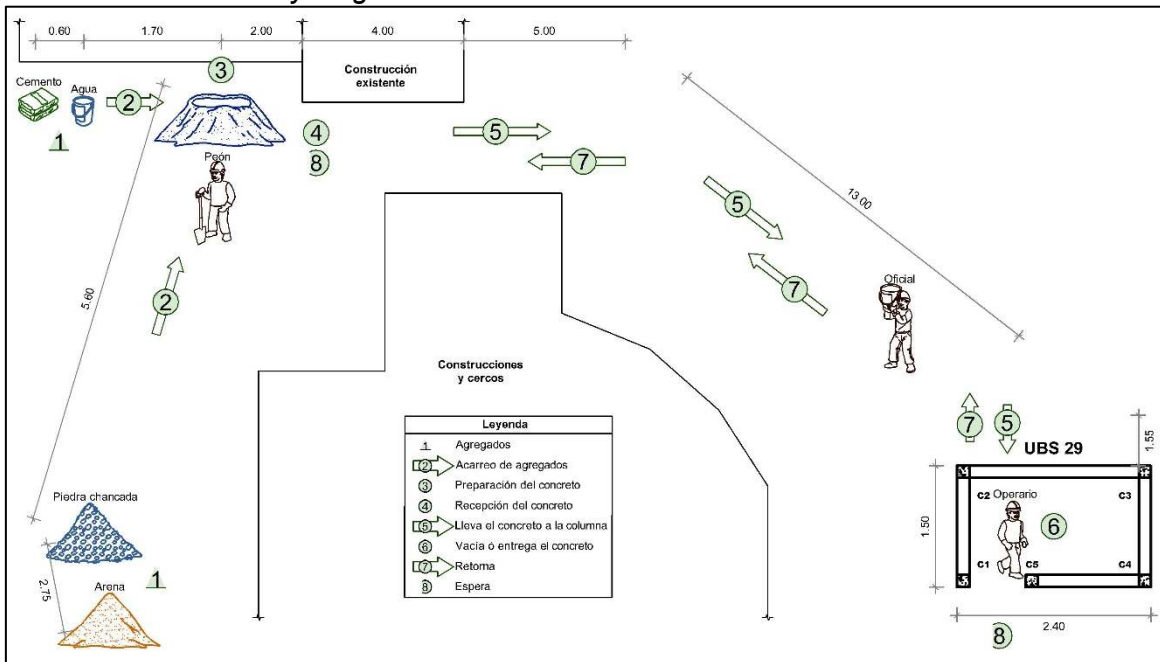 0.60
1.70
2.00
4.00
5.00
Construcción
existente
3
Cemento
Agua
2
1
4
8
Peón
5
7
13.00
5
7
Oficial
5.60
2
Construcciones
y cercos
Leyenda
1 Agregados
2 Acarreo de agregados
3 Preparación del concreto
4 Recepción del concreto
5 Lleva el concreto a la columna
6 Vacía ó entrega el concreto
7 Retorna
8 Espera
7
5
UBS 29
1.55
C2
Operario
C3
6
1.50
C1
C5
C4
8
2.40
Piedra chancada
1
2.75
Arena